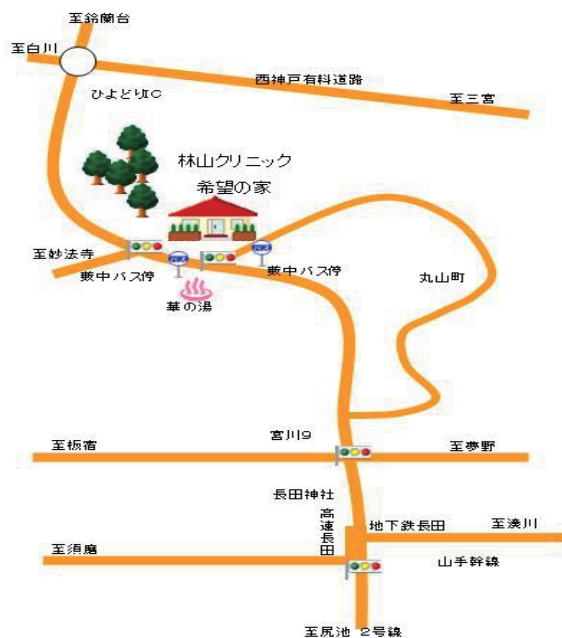 至鈴蘭台
至白川
西神戸有料道路
ひよどりIC
至三宮
林山クリニック
希望の家
至妙法寺
藪中バス停
藪中バス停
華の湯
丸山町
宮川9
至板宿
至夢野
長田神社
高速長田
地下鉄長田
至湊川
至須磨
山手幹線
至尻池 2号線